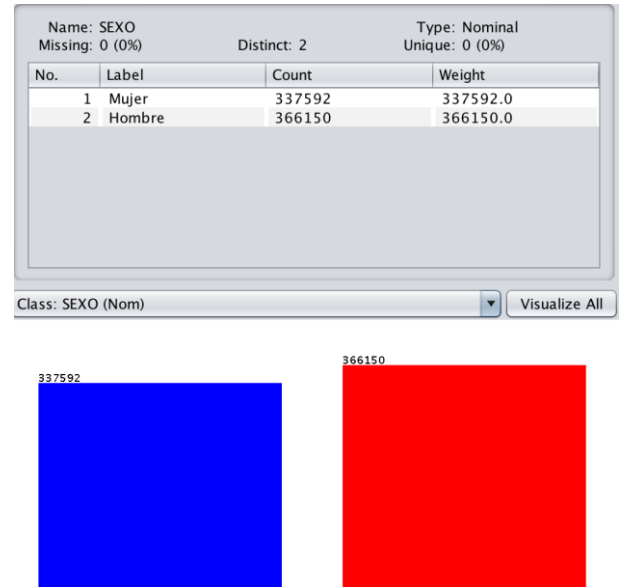 Name: SEXO Type: Nominal
Missing: 0 (0%) Distinct: 2 Unique: 0 (0%)
No. Label Count Weight
1 Mujer 337592 337592.0
2 Hombre 366150 366150.0
Class: SEXO (Nom) Visualize All
366150
337592